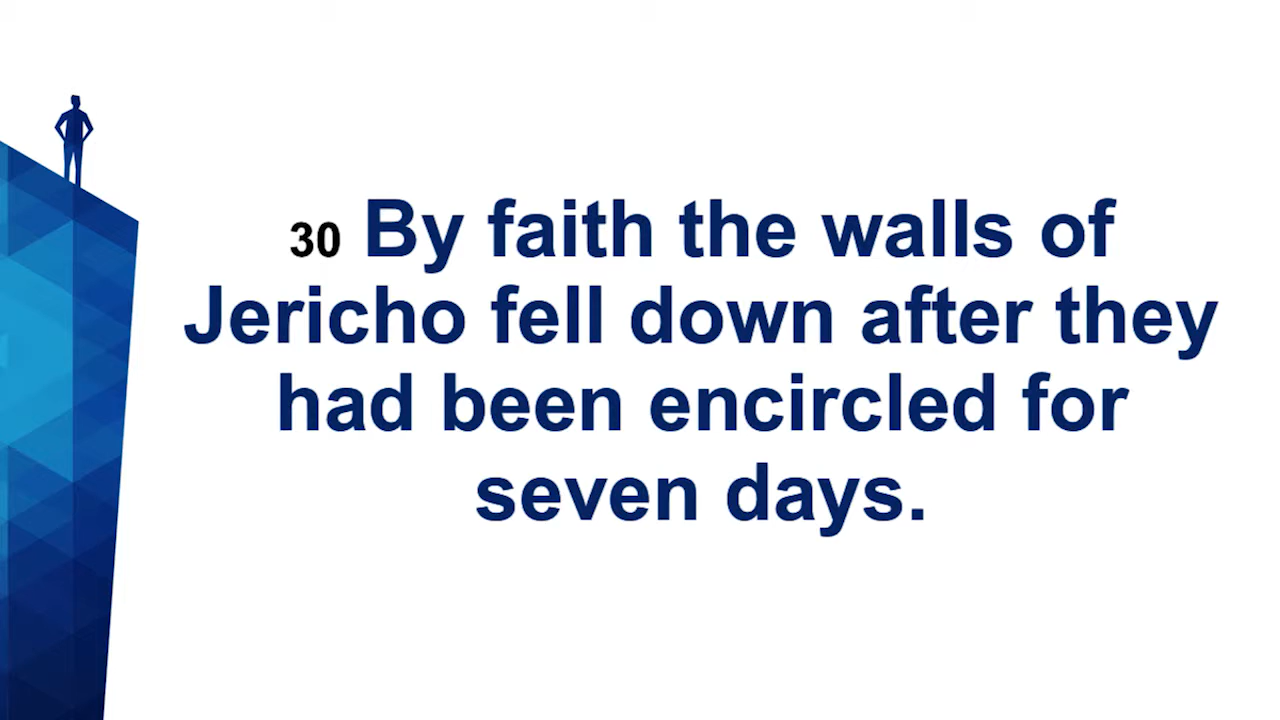 30 By faith the walls of
Jericho fell down after they
had been encircled for
seven days.